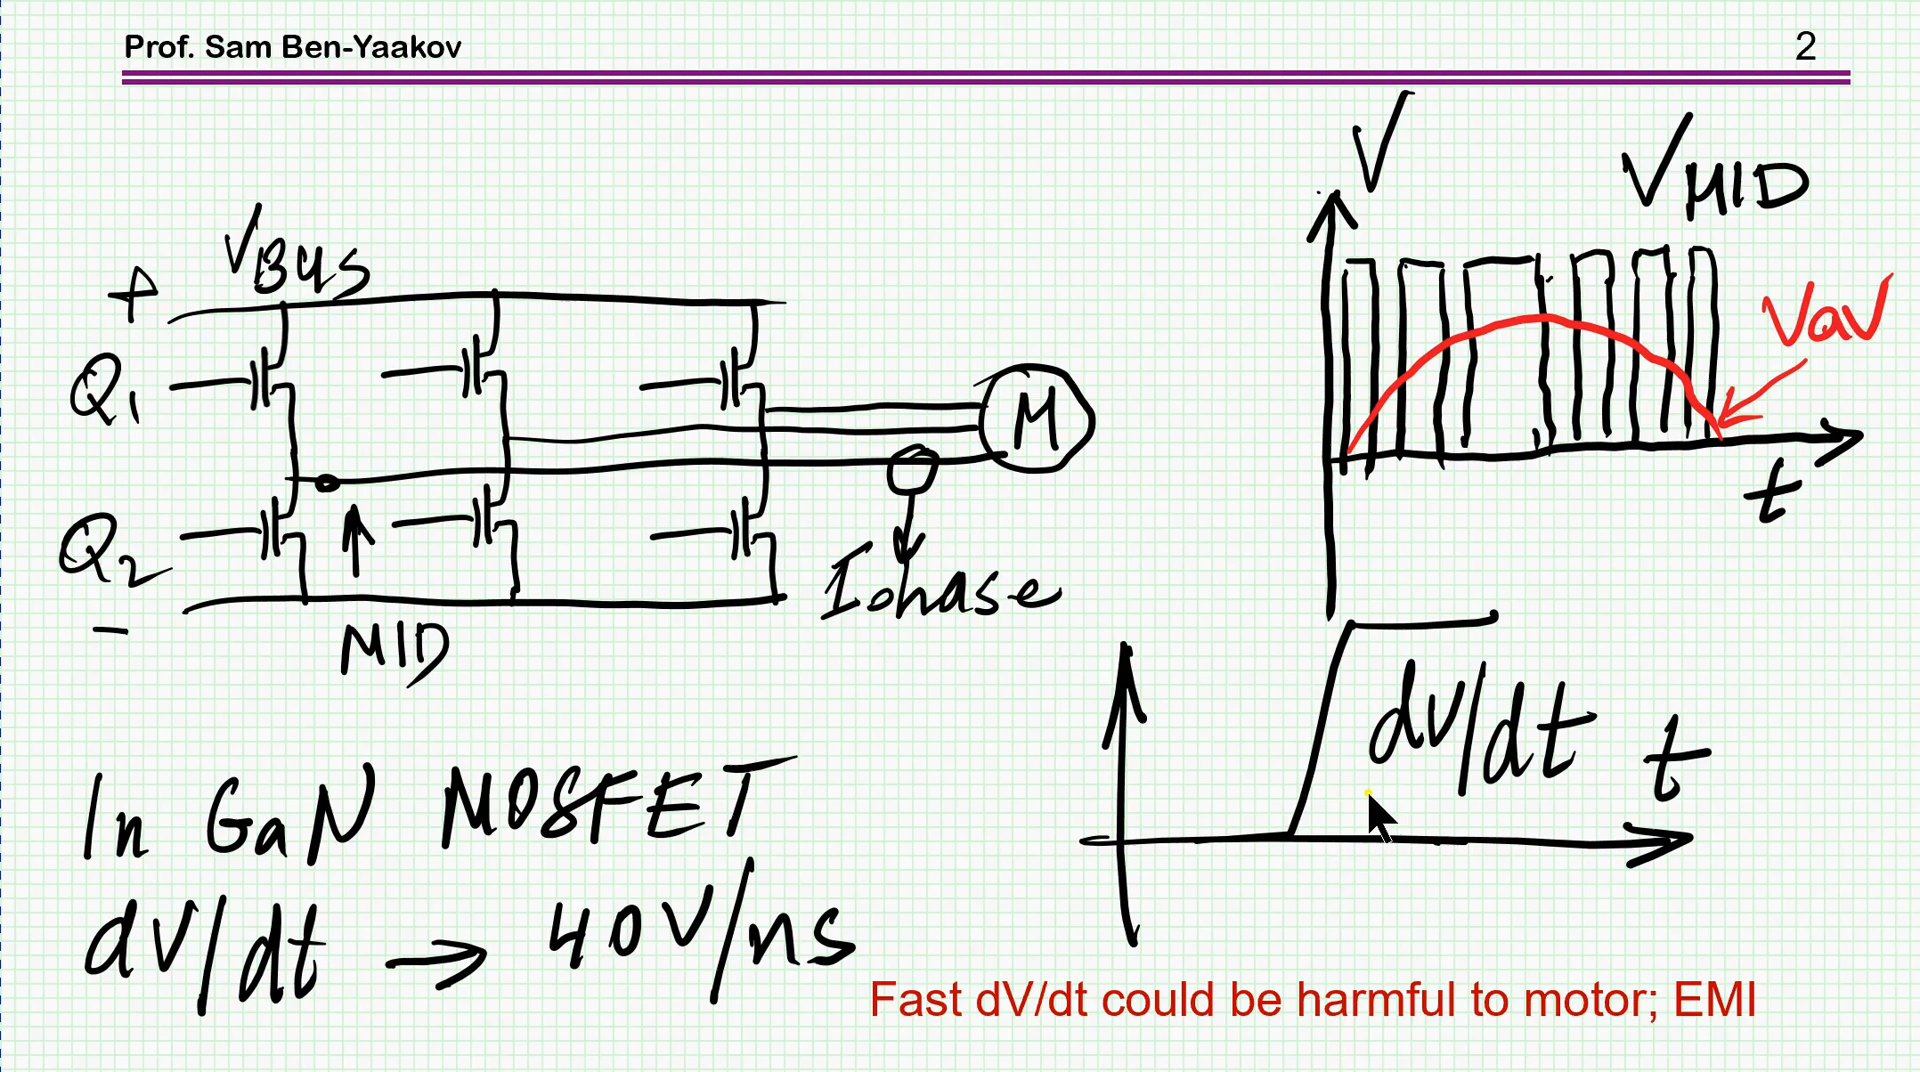 Prof. Sam Ben-Yaakov
2
V
VMID
VBUS
+
Q1
M
Vav
t
Q2
Iphase
-
MID
dV/dt
t
In GaN MOSFET
dV/dt → 40V/ns
Fast dV/dt could be harmful to motor; EMI